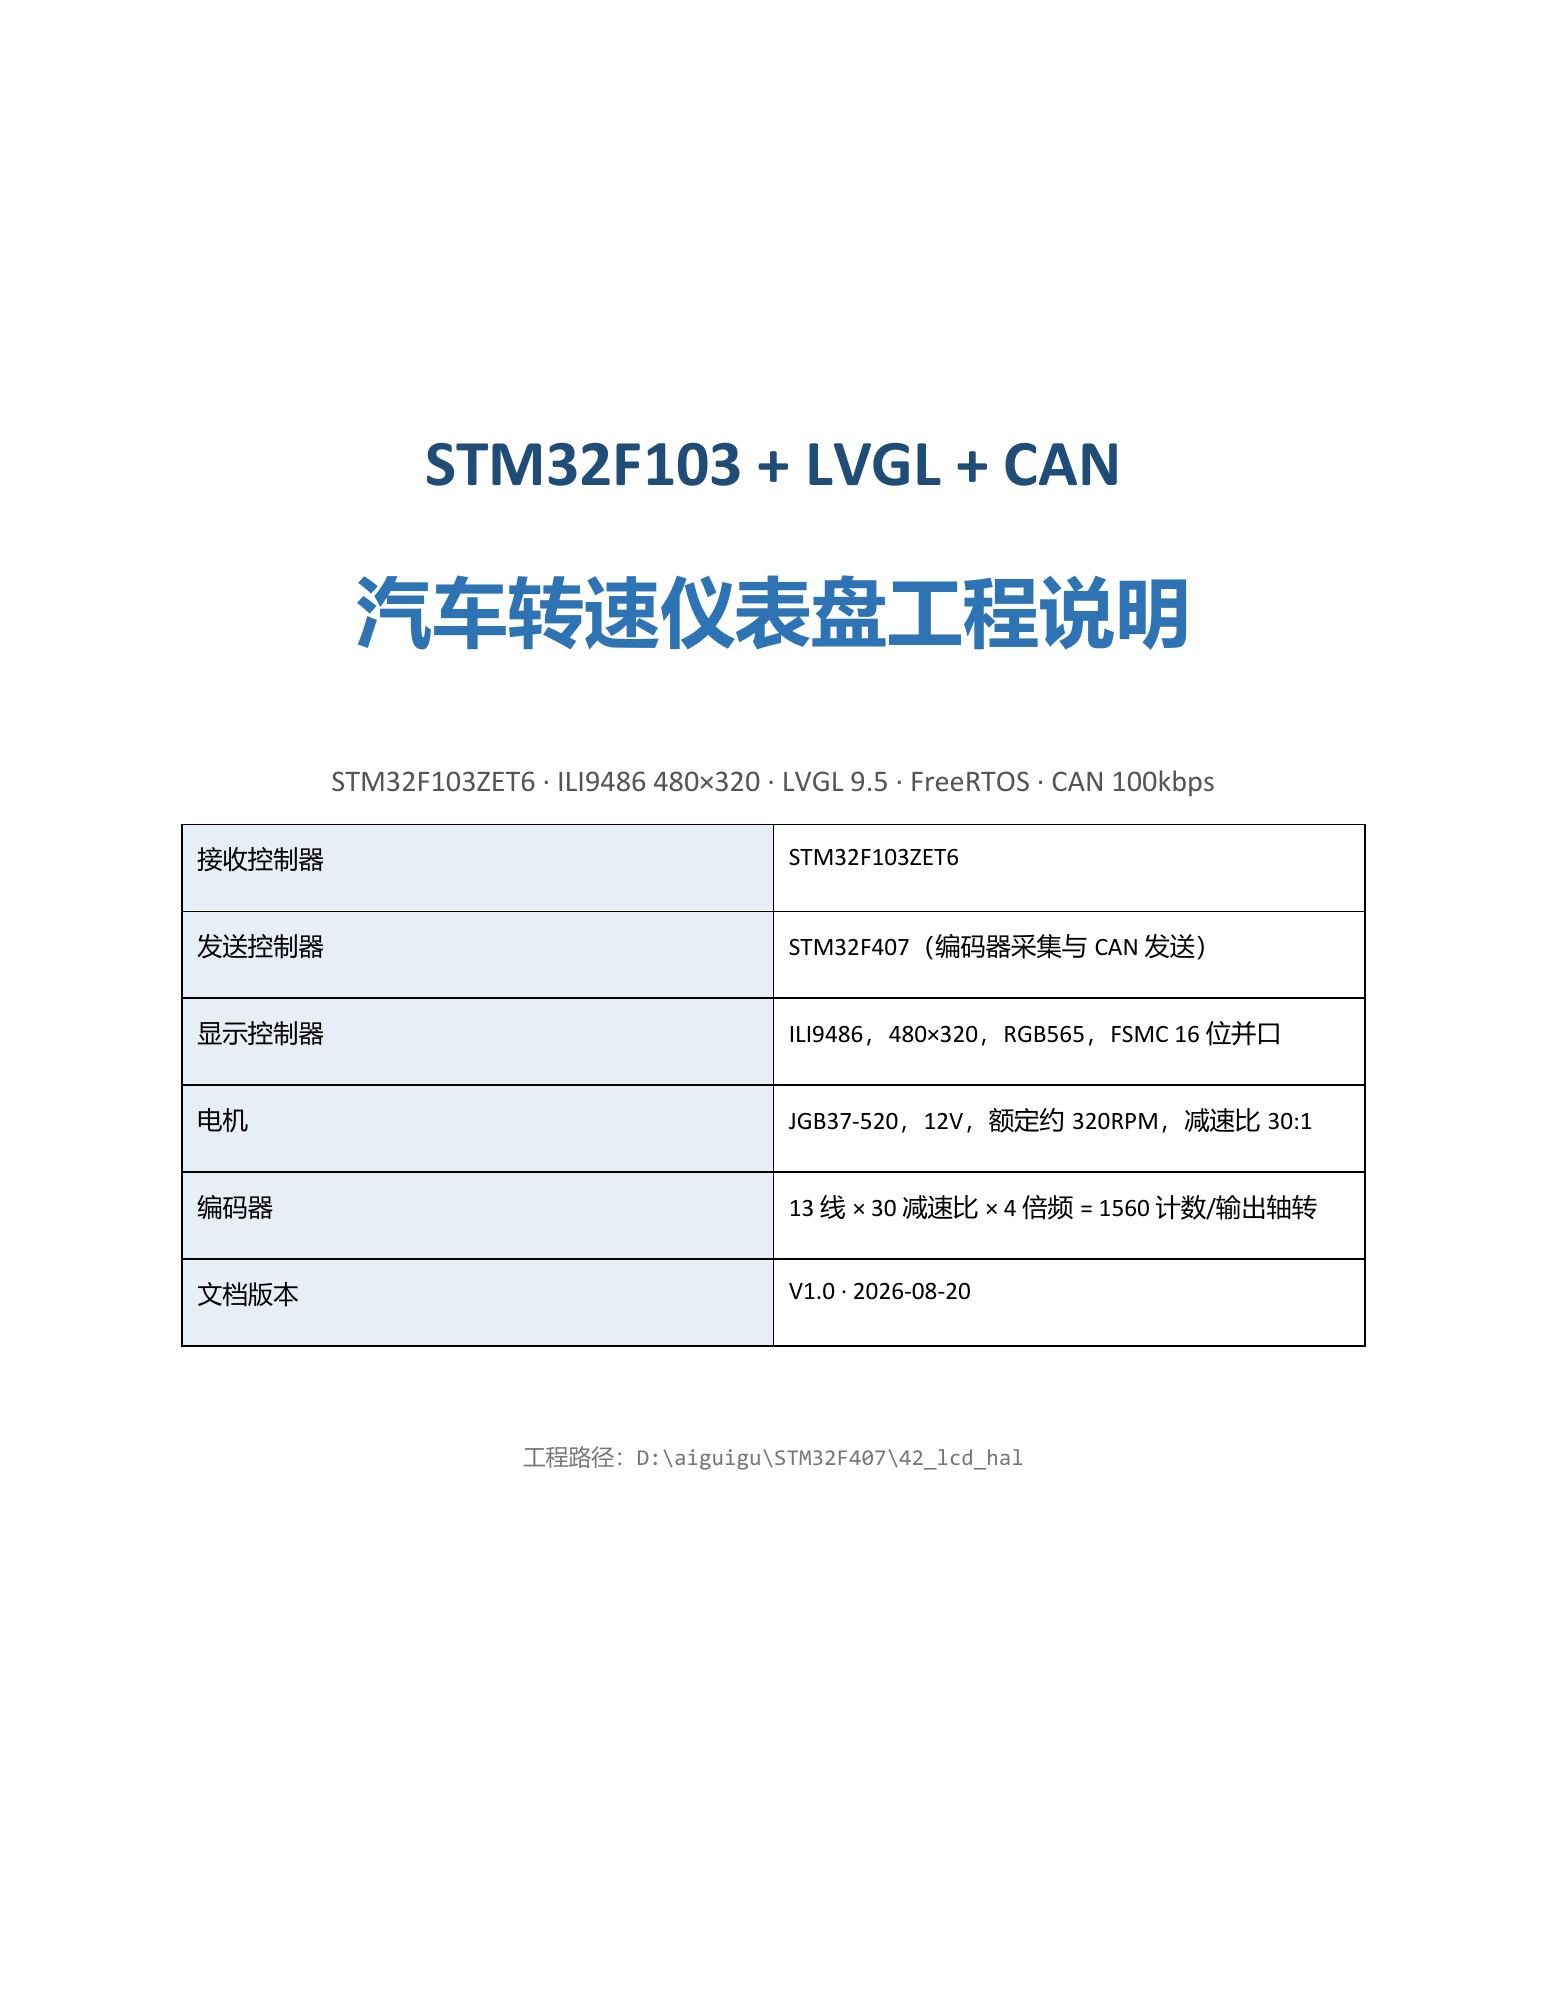 STM32F103 + LVGL + CAN
汽车转速仪表盘工程说明
STM32F103ZET6 · ILI9486 480×320 · LVGL 9.5 · FreeRTOS · CAN 100kbps
接收控制器 STM32F103ZET6
发送控制器 STM32F407（编码器采集与 CAN 发送）
显示控制器 ILI9486，480×320，RGB565，FSMC 16 位并口
电机 JGB37-520，12V，额定约 320RPM，减速比 30:1
编码器 13 线 × 30 减速比 × 4 倍频 = 1560 计数/输出轴转
文档版本 V1.0 · 2026-08-20
工程路径：D:\aiguigu\STM32F407\42_lcd_hal